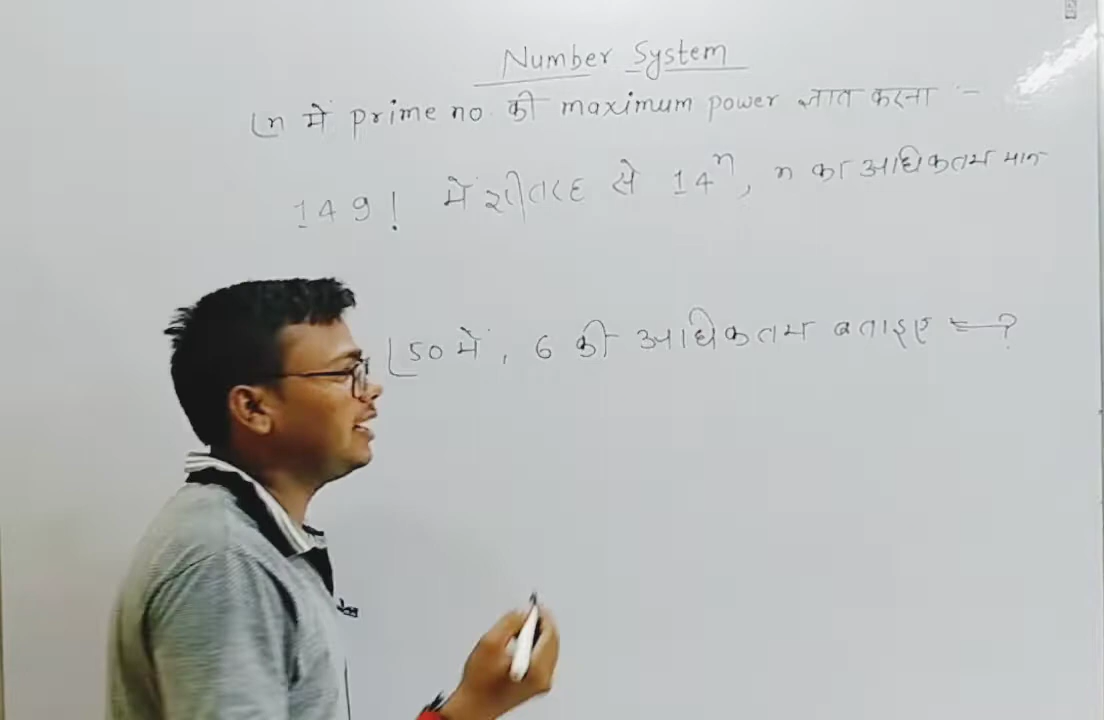 Number System
⌊n में prime no. की maximum power ज्ञात करना :-
149! में से 14ⁿ, n का अधिकतम मान
⌊50 में, 6 की अधिकतम बताइए = ?